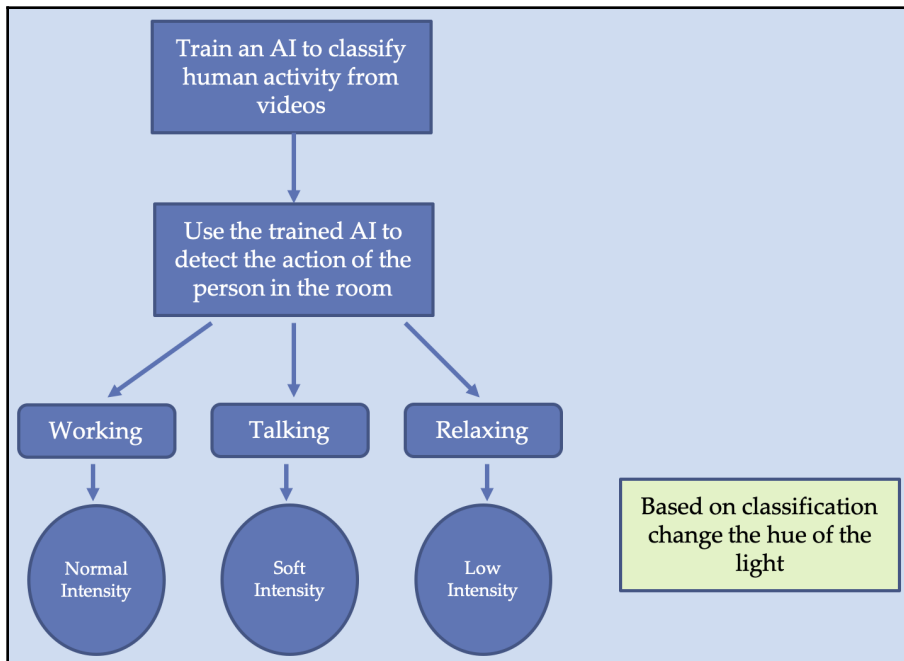 Train an AI to classify
human activity from
videos
Use the trained AI to
detect the action of the
person in the room
Working
Talking
Relaxing
Normal
Intensity
Soft
Intensity
Low
Intensity
Based on classification
change the hue of the
light